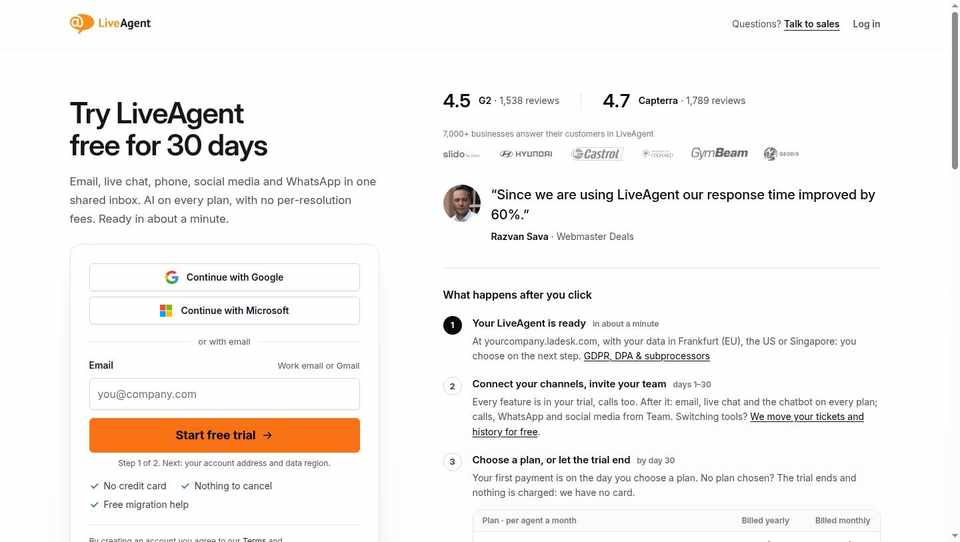 LiveAgent
Questions? Talk to sales
Log in
Try LiveAgent
free for 30 days
Email, live chat, phone, social media and WhatsApp in one
shared inbox. AI on every plan, with no per-resolution
fees. Ready in about a minute.
Continue with Google
Continue with Microsoft
or with email
Email
Work email or Gmail
you@company.com
Start free trial →
Step 1 of 2. Next: your account address and data region.
✓ No credit card
✓ Nothing to cancel
✓ Free migration help
By creating an account you agree to our Terms and
4.5 G2 · 1,538 reviews
4.7 Capterra · 1,789 reviews
7,000+ businesses answer their customers in LiveAgent
slido
HYUNDAI
Castrol
GymBeam
“Since we are using LiveAgent our response time improved by
60%.”
Razvan Sava · Webmaster Deals
What happens after you click
1
Your LiveAgent is ready in about a minute
At yourcompany.ladesk.com, with your data in Frankfurt (EU), the US or Singapore: you
choose on the next step. GDPR, DPA & subprocessors
2
Connect your channels, invite your team days 1–30
Every feature is in your trial, calls too. After it: email, live chat and the chatbot on every plan;
calls, WhatsApp and social media from Team. Switching tools? We move your tickets and
history for free.
3
Choose a plan, or let the trial end by day 30
Your first payment is on the day you choose a plan. No plan chosen? The trial ends and
nothing is charged: we have no card.
Plan · per agent a month
Billed yearly
Billed monthly